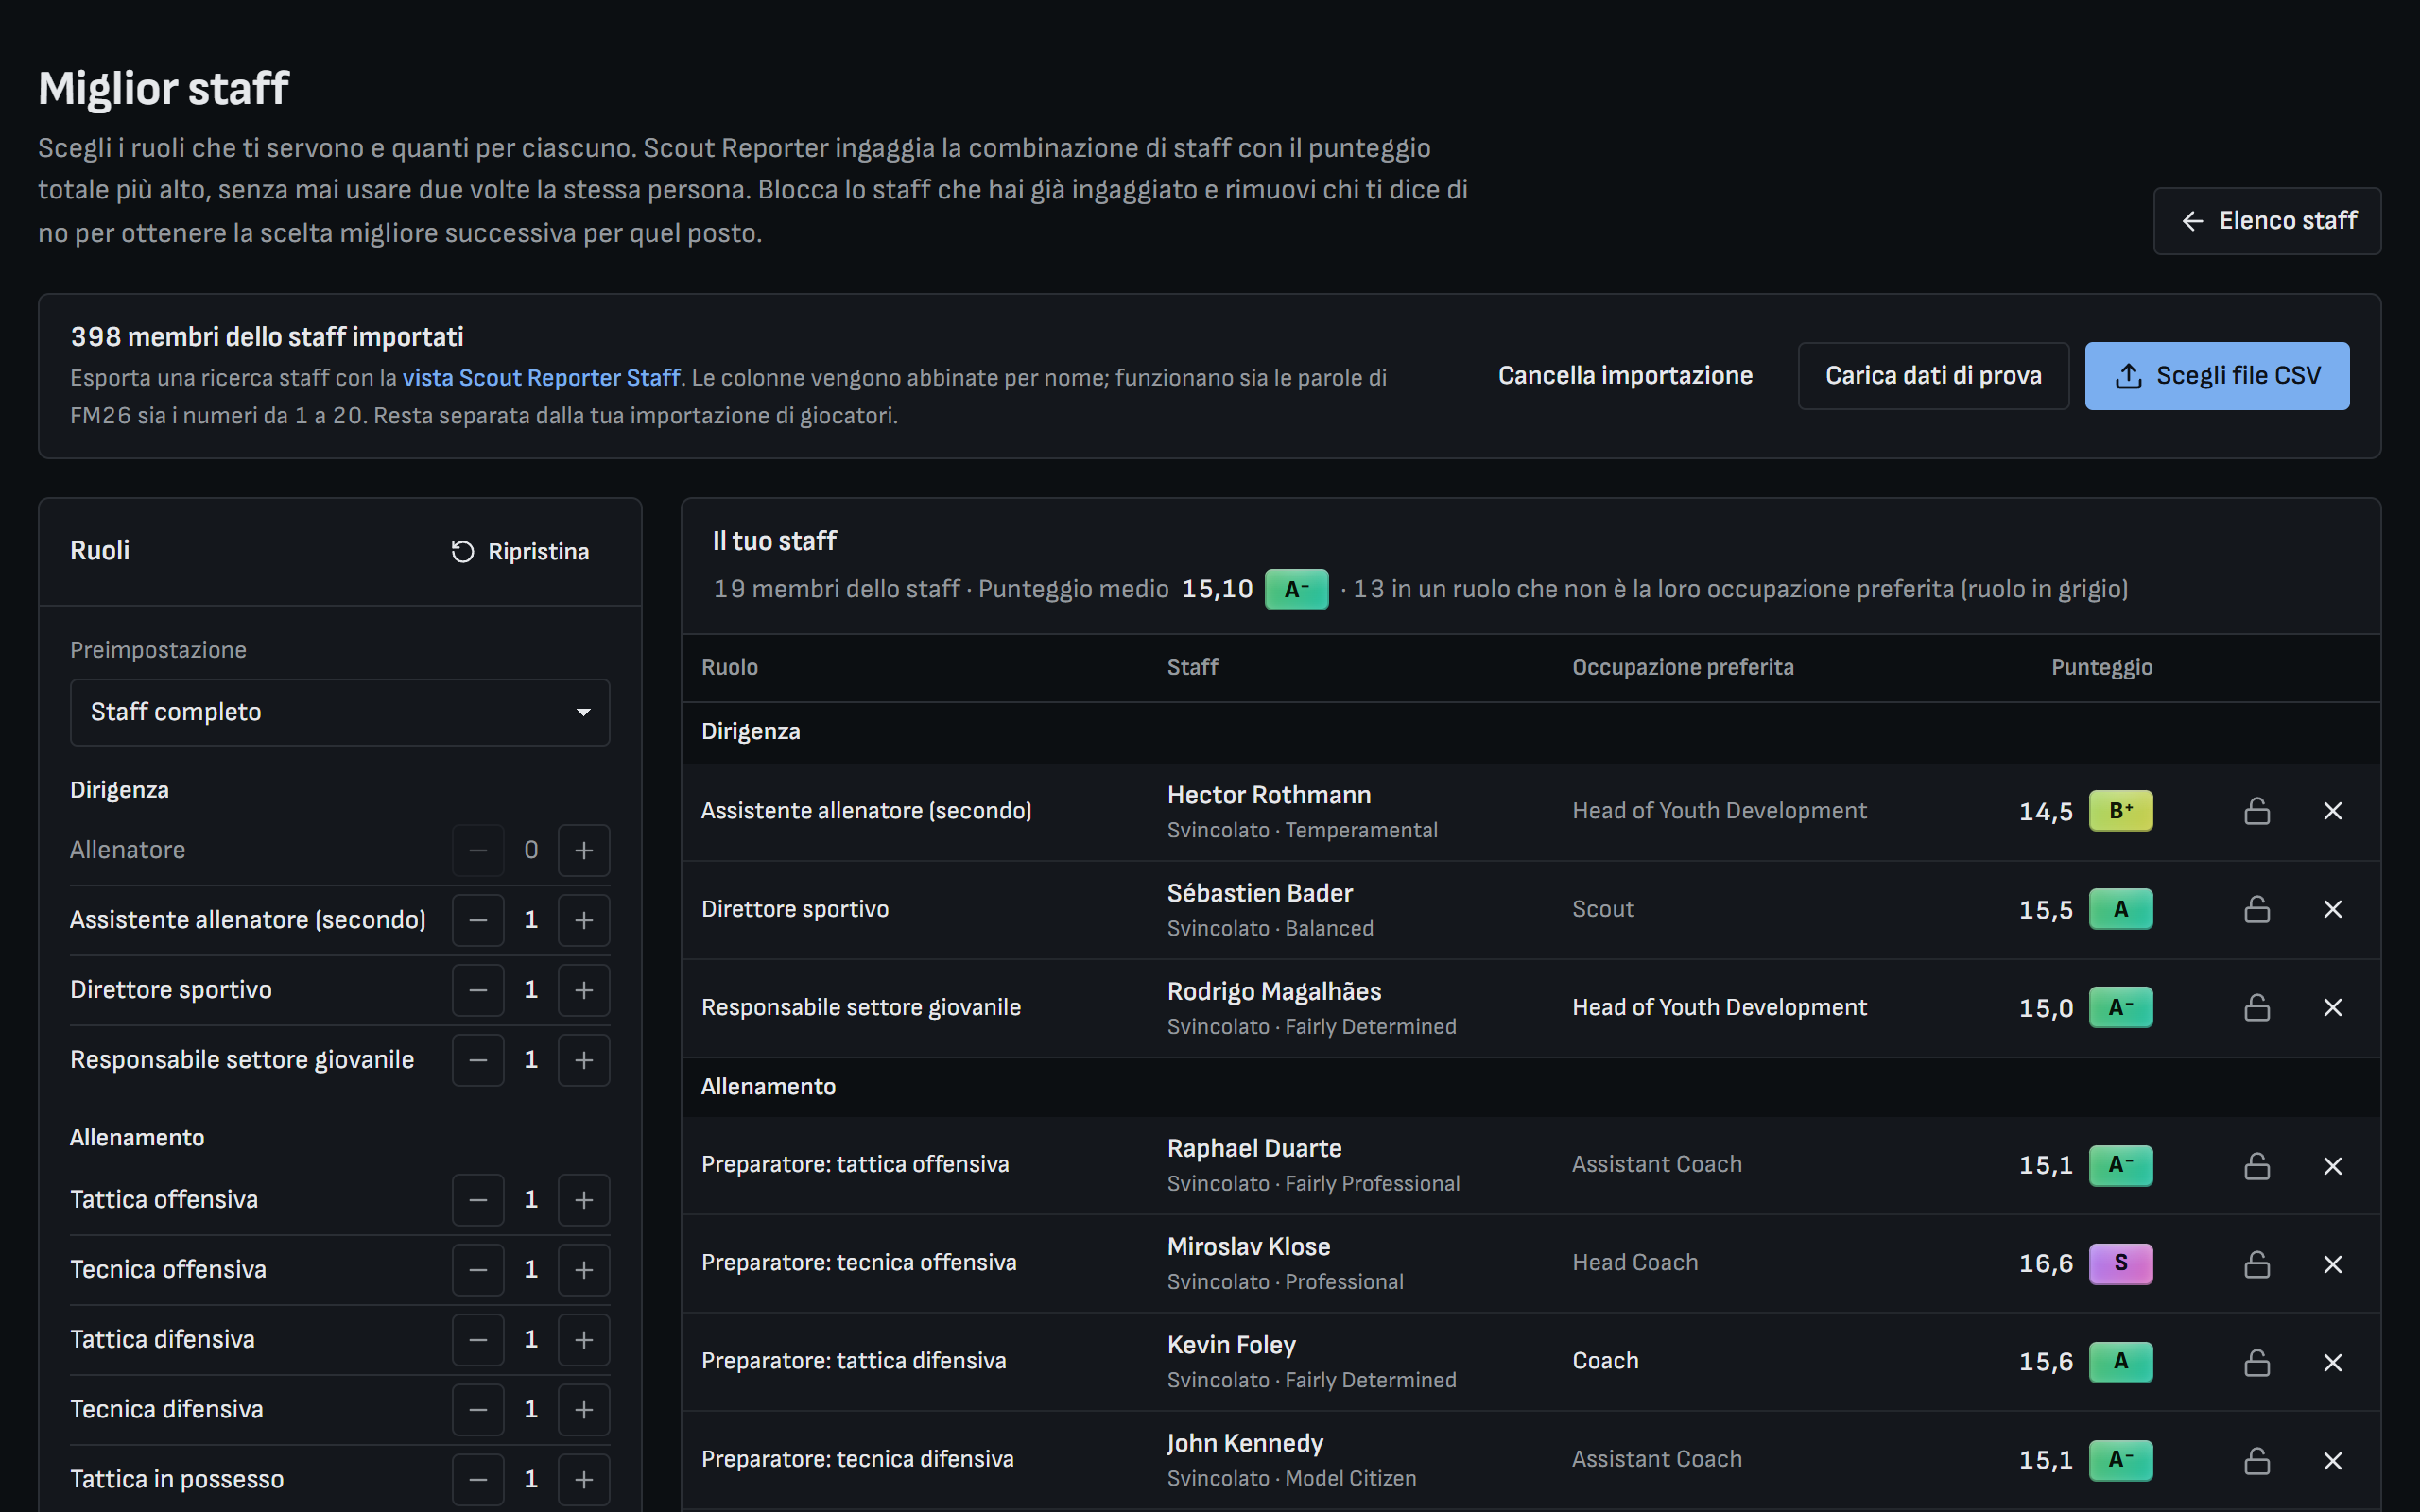 Miglior staff
Scegli i ruoli che ti servono e quanti per ciascuno. Scout Reporter ingaggia la combinazione di staff con il punteggio
totale più alto, senza mai usare due volte la stessa persona. Blocca lo staff che hai già ingaggiato e rimuovi chi ti dice di
no per ottenere la scelta migliore successiva per quel posto.
Elenco staff
398 membri dello staff importati
Esporta una ricerca staff con la vista Scout Reporter Staff. Le colonne vengono abbinate per nome; funzionano sia le parole di
FM26 sia i numeri da 1 a 20. Resta separata dalla tua importazione di giocatori.
Cancella importazione
Carica dati di prova
Scegli file CSV
Ruoli
Ripristina
Preimpostazione
Staff completo
Dirigenza
Allenatore 0
Assistente allenatore (secondo) 1
Direttore sportivo 1
Responsabile settore giovanile 1
Allenamento
Tattica offensiva 1
Tecnica offensiva 1
Tattica difensiva 1
Tecnica difensiva 1
Tattica in possesso 1
Il tuo staff
19 membri dello staff · Punteggio medio 15,10 A- · 13 in un ruolo che non è la loro occupazione preferita (ruolo in grigio)
Ruolo Staff Occupazione preferita Punteggio
Dirigenza
Assistente allenatore (secondo) Hector Rothmann Head of Youth Development 14,5 B+
Svincolato · Temperamental
Direttore sportivo Sébastien Bader Scout 15,5 A
Svincolato · Balanced
Responsabile settore giovanile Rodrigo Magalhães Head of Youth Development 15,0 A-
Svincolato · Fairly Determined
Allenamento
Preparatore: tattica offensiva Raphael Duarte Assistant Coach 15,1 A-
Svincolato · Fairly Professional
Preparatore: tecnica offensiva Miroslav Klose Head Coach 16,6 S
Svincolato · Professional
Preparatore: tattica difensiva Kevin Foley Coach 15,6 A
Svincolato · Fairly Determined
Preparatore: tecnica difensiva John Kennedy Assistant Coach 15,1 A-
Svincolato · Model Citizen